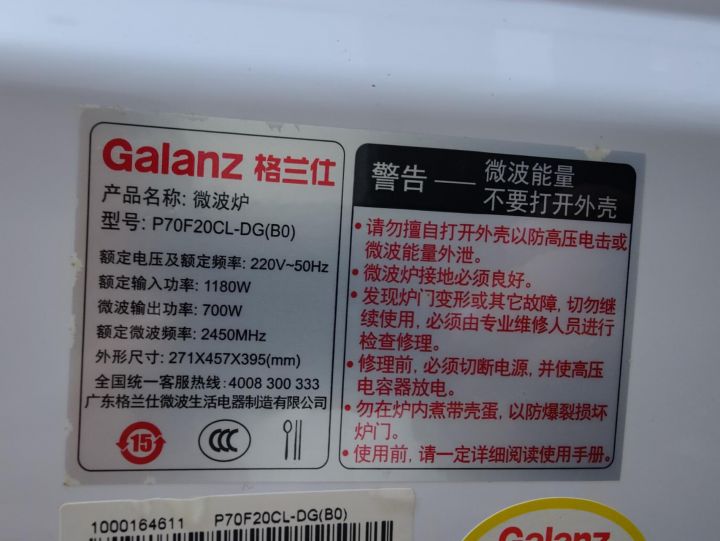 Galanz 格兰仕
产品名称: 微波炉
型号: P70F20CL-DG(B0)
额定电压及额定频率: 220V~50Hz
额定输入功率: 1180W
微波输出功率: 700W
额定微波频率: 2450MHz
外形尺寸: 271X457X395(mm)
全国统一客服热线: 4008 300 333
广东格兰仕微波生活电器制造有限公司
15
CCC
警告 — 微波能量
不要打开外壳
• 请勿擅自打开外壳以防高压电击或
微波能量外泄。
• 微波炉接地必须良好。
• 发现炉门变形或其它故障, 切勿继
续使用, 必须由专业维修人员进行
检查修理。
• 修理前, 必须切断电源, 并使高压
电容器放电。
• 勿在炉内煮带壳蛋, 以防爆裂损坏
炉门。
• 使用前, 请一定详细阅读使用手册。
1000164611 P70F20CL-DG(B0)
Galanz